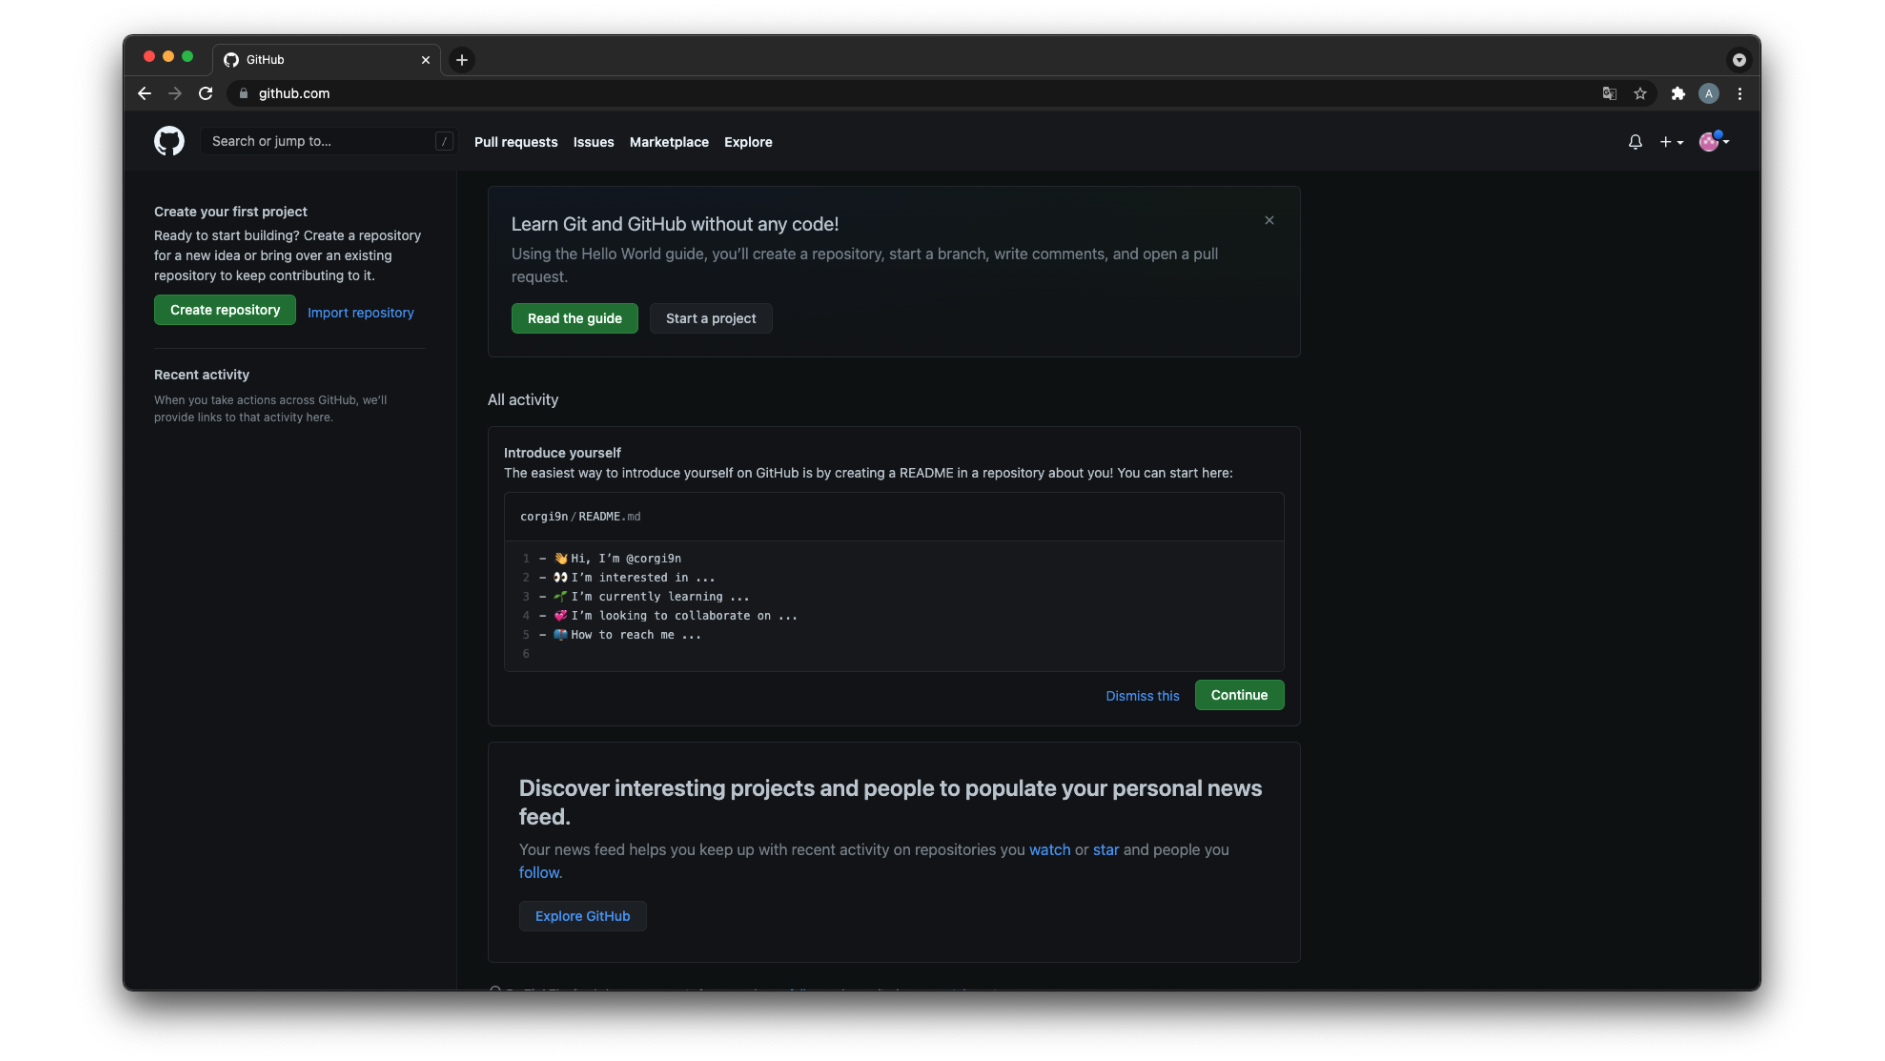 GitHub
github.com
A
Search or jump to...
/
Pull requests
Issues
Marketplace
Explore
Create your first project
Ready to start building? Create a repository
for a new idea or bring over an existing
repository to keep contributing to it.
Create repository
Import repository
Recent activity
When you take actions across GitHub, we'll
provide links to that activity here.
Learn Git and GitHub without any code!
Using the Hello World guide, you'll create a repository, start a branch, write comments, and open a pull
request.
Read the guide
Start a project
All activity
Introduce yourself
The easiest way to introduce yourself on GitHub is by creating a README in a repository about you! You can start here:
corgi9n/README.md
1 - 👋 Hi, I'm @corgi9n
2 - 👀 I'm interested in ...
3 - 🌱 I'm currently learning ...
4 - 💞️ I'm looking to collaborate on ...
5 - 📫 How to reach me ...
6
Dismiss this
Continue
Discover interesting projects and people to populate your personal news
feed.
Your news feed helps you keep up with recent activity on repositories you watch or star and people you
follow.
Explore GitHub